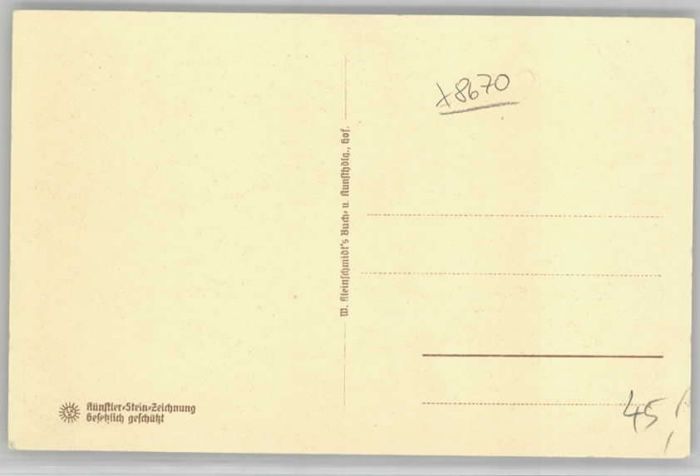 x8670
W. Kleinschmidt's Buch- u. Kunsthdlg., Hof.
Künstler-Stein-Zeichnung
Gesetzlich geschützt
45,